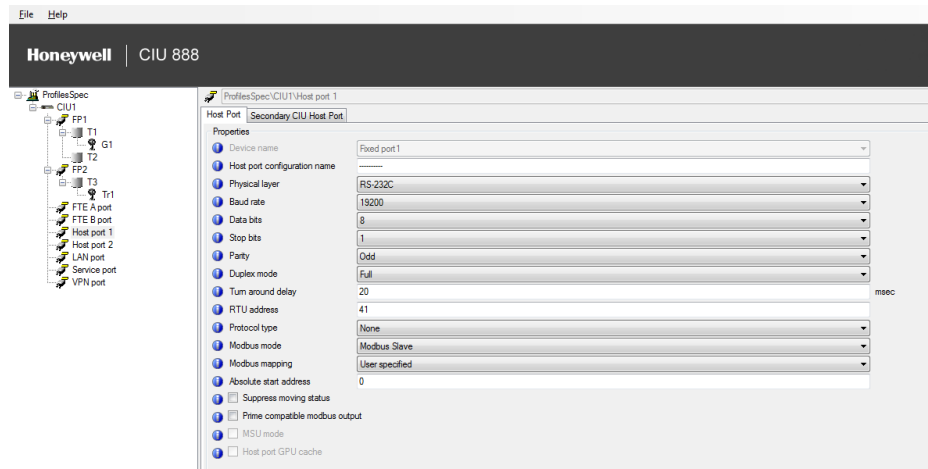 File Help
Honeywell CIU 888
ProfilesSpec
CIU1
FP1
T1
G1
T2
FP2
T3
Tr1
FTE A port
FTE B port
Host port 1
Host port 2
LAN port
Service port
VPN port
ProfilesSpec\CIU1\Host port 1
Host Port Secondary CIU Host Port
Properties
Device name Fixed port1
Host port configuration name ----------
Physical layer RS-232C
Baud rate 19200
Data bits 8
Stop bits 1
Parity Odd
Duplex mode Full
Turn around delay 20 msec
RTU address 41
Protocol type None
Modbus mode Modbus Slave
Modbus mapping User specified
Absolute start address 0
Suppress moving status
Prime compatible modbus output
MSU mode
Host port GPU cache